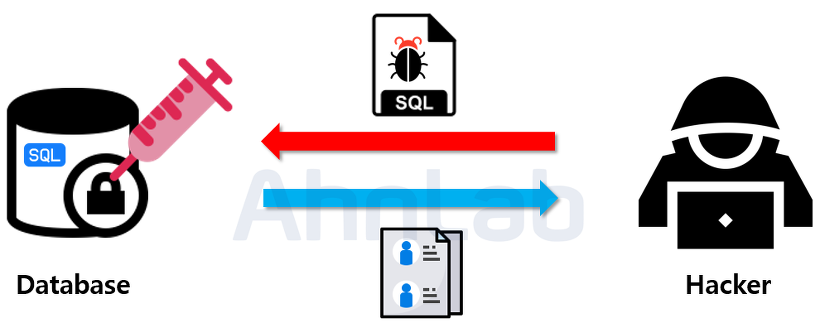 SQL
SQL
AhnLab
Database
Hacker